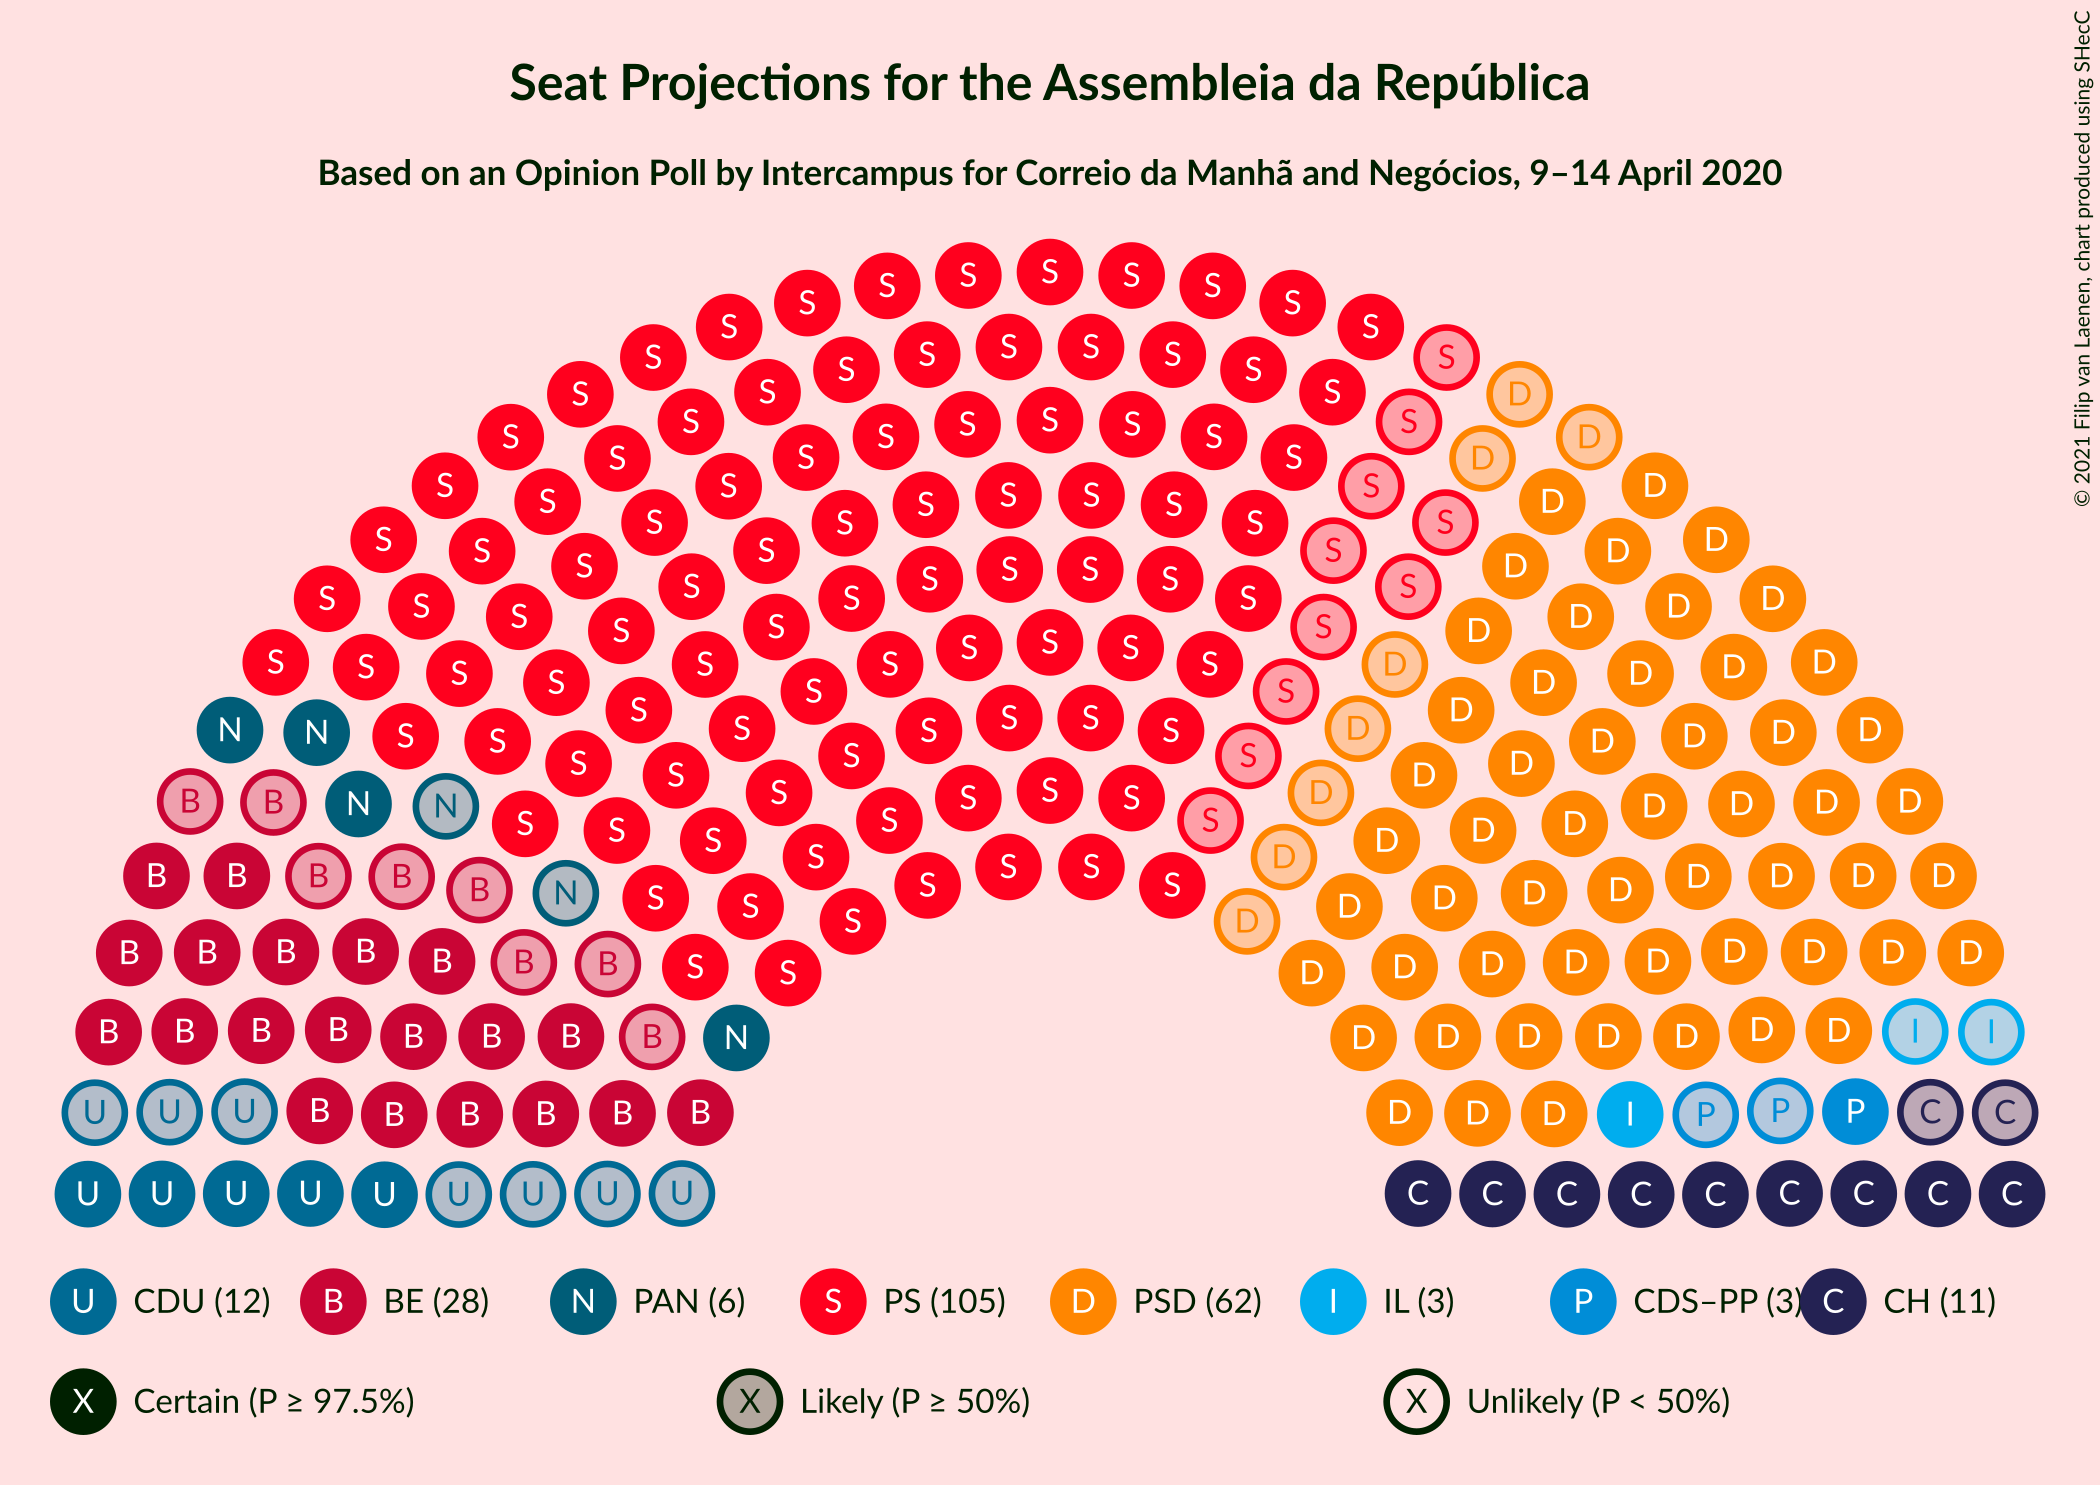 Seat Projections for the Assembleia da República
Based on an Opinion Poll by Intercampus for Correio da Manhã and Negócios, 9–14 April 2020
© 2021 Filip van Laenen, chart produced using SHecC
S S S S S S S S S
S S S S S S S S S S S
S S S S S D
S S S S S S S S D
S S S S D D
U CDU (12) B BE (28) N PAN (6) S PS (105) D PSD (62) I IL (3) P CDS–PP (3) C CH (11)
X Certain (P ≥ 97.5%) X Likely (P ≥ 50%) X Unlikely (P < 50%)